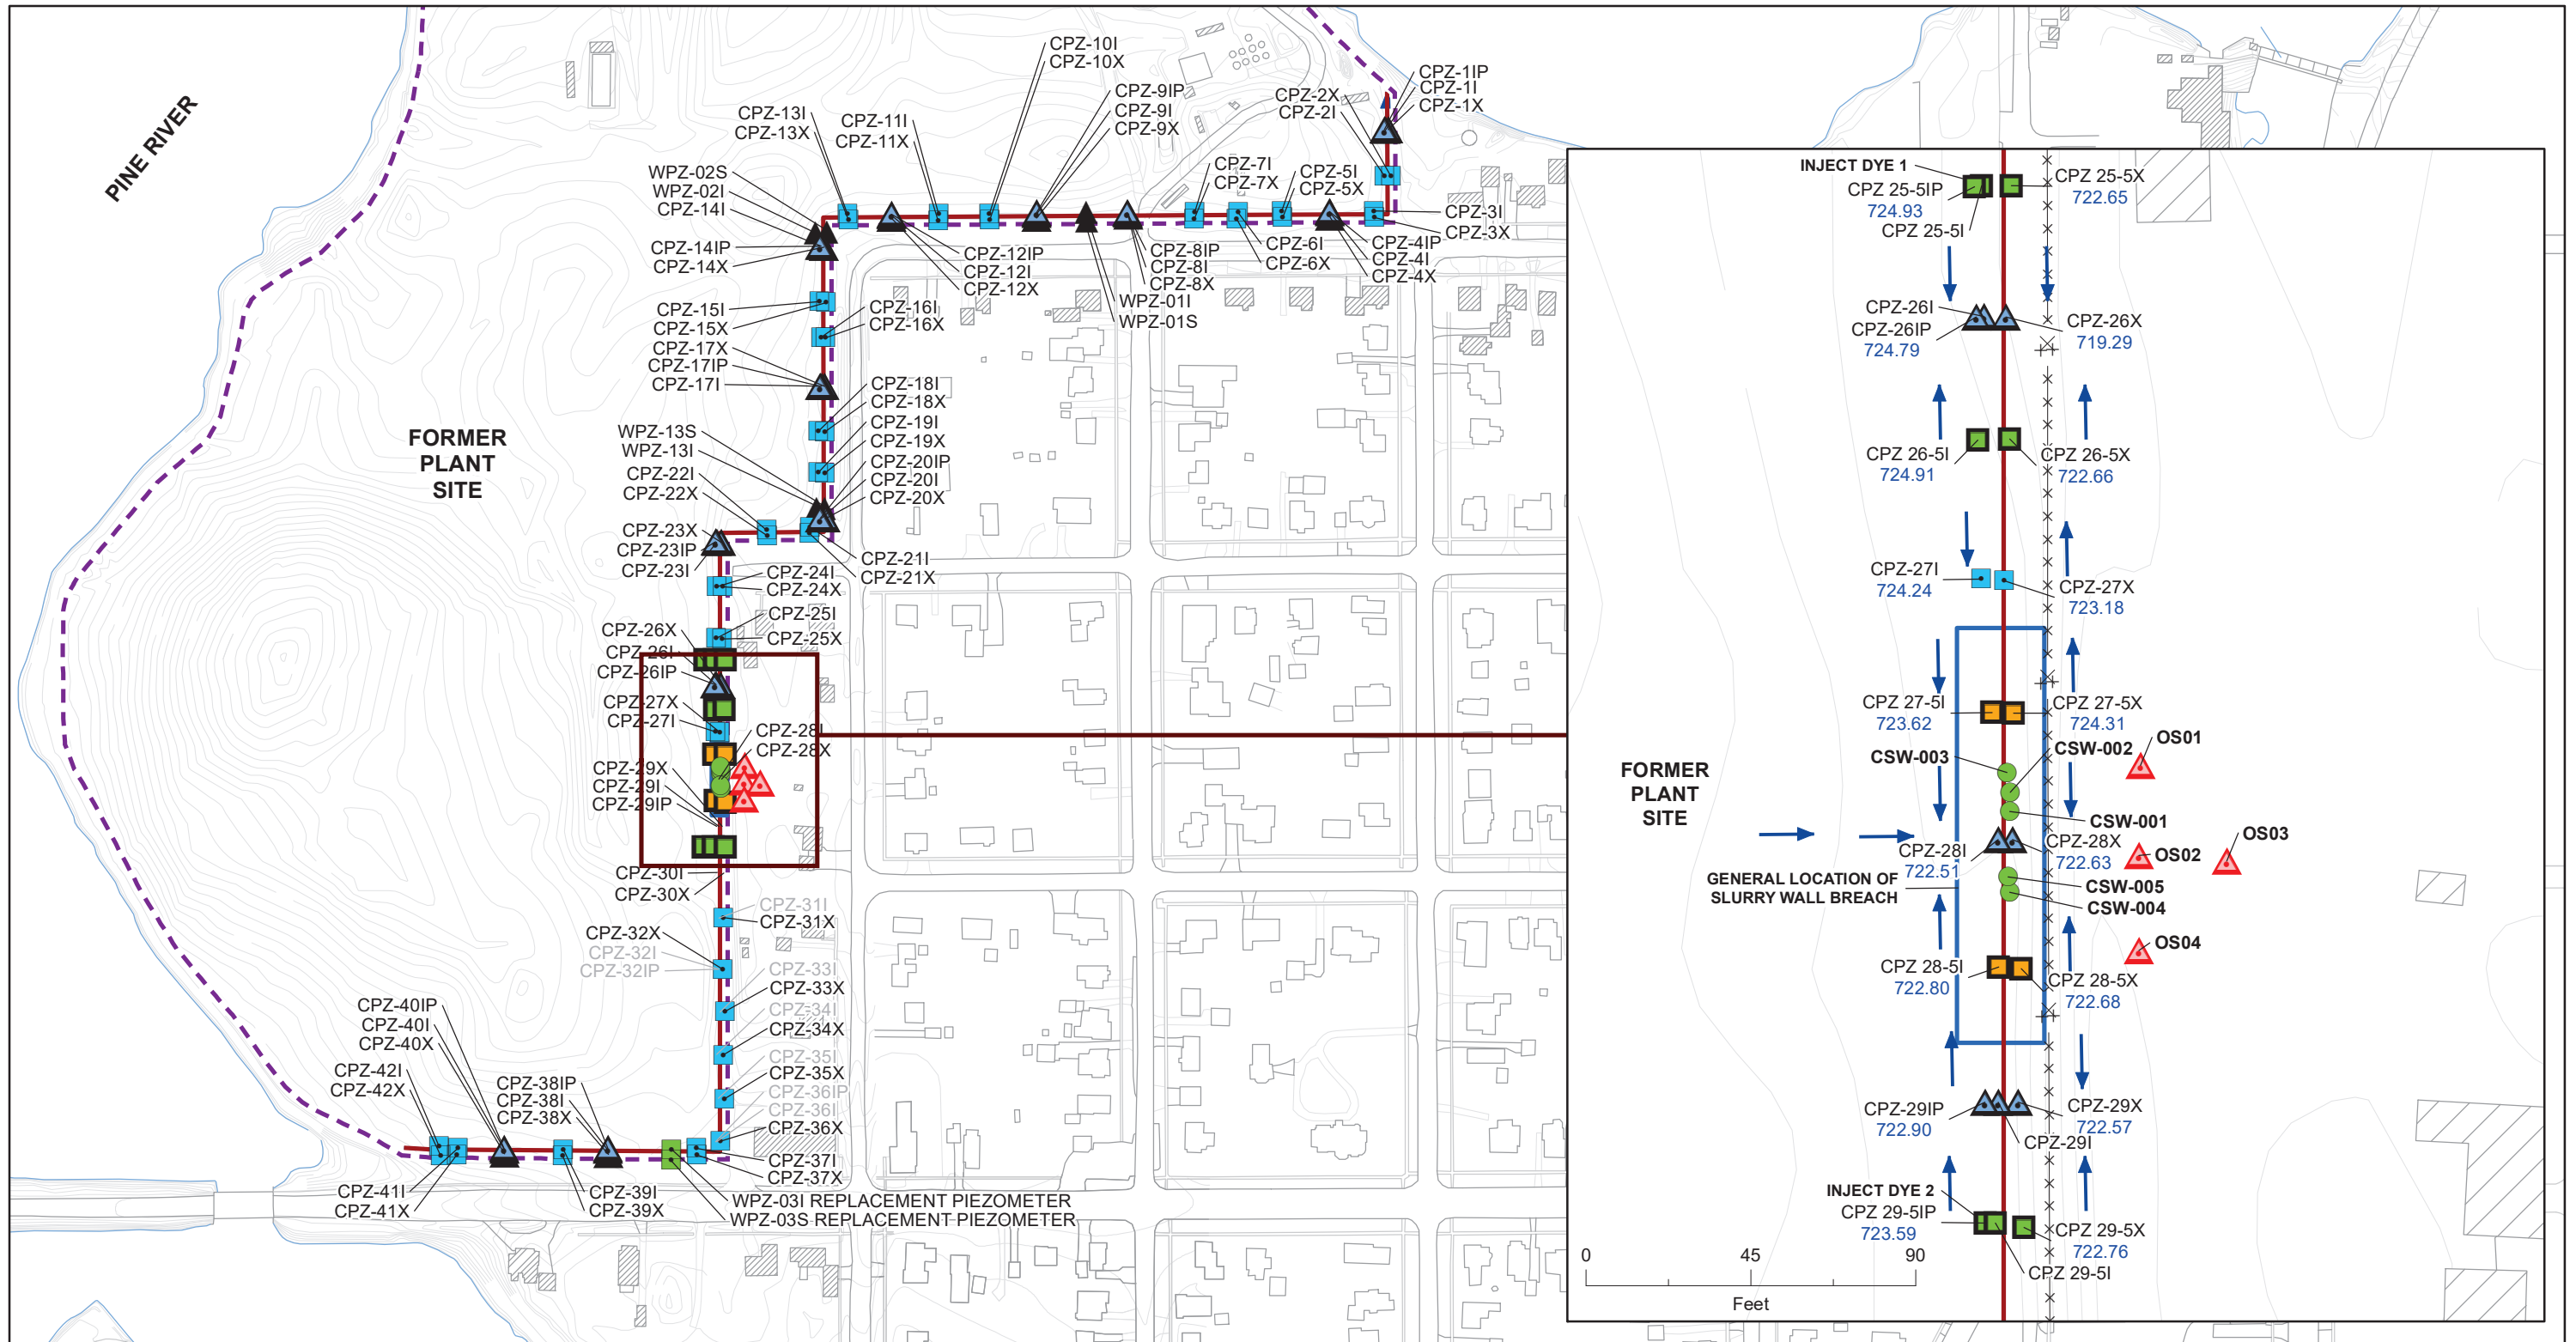 PINE RIVER
FORMER
PLANT
SITE
CPZ-10I
CPZ-10X
CPZ-9IP
CPZ-9I
CPZ-9X
CPZ-13I
CPZ-13X
CPZ-11I
CPZ-11X
CPZ-2X
CPZ-2I
CPZ-1IP
CPZ-1I
CPZ-1X
WPZ-02S
WPZ-02I
CPZ-14I
CPZ-14IP
CPZ-14X
CPZ-7I
CPZ-7X
CPZ-5I
CPZ-5X
CPZ-3I
CPZ-3X
CPZ-12IP
CPZ-12I
CPZ-12X
CPZ-8IP
CPZ-8I
CPZ-8X
CPZ-6I
CPZ-6X
CPZ-4IP
CPZ-4I
CPZ-4X
WPZ-01I
WPZ-01S
CPZ-15I
CPZ-15X
CPZ-16I
CPZ-16X
CPZ-17X
CPZ-17IP
CPZ-17I
CPZ-18I
CPZ-18X
CPZ-19I
CPZ-19X
WPZ-13S
WPZ-13I
CPZ-22I
CPZ-22X
CPZ-20IP
CPZ-20I
CPZ-20X
CPZ-23X
CPZ-23IP
CPZ-23I
CPZ-21I
CPZ-21X
CPZ-24I
CPZ-24X
CPZ-25I
CPZ-25X
CPZ-26X
CPZ-26I
CPZ-26IP
CPZ-27X
CPZ-27I
CPZ-28I
CPZ-28X
CPZ-29X
CPZ-29I
CPZ-29IP
CPZ-30I
CPZ-30X
CPZ-31I
CPZ-31X
CPZ-32X
CPZ-32I
CPZ-32IP
CPZ-33I
CPZ-33X
CPZ-34I
CPZ-34X
CPZ-35I
CPZ-35X
CPZ-36IP
CPZ-36I
CPZ-36X
CPZ-37I
CPZ-37X
CPZ-40IP
CPZ-40I
CPZ-40X
CPZ-42I
CPZ-42X
CPZ-38IP
CPZ-38I
CPZ-38X
CPZ-41I
CPZ-41X
CPZ-39I
CPZ-39X
WPZ-03I REPLACEMENT PIEZOMETER
WPZ-03S REPLACEMENT PIEZOMETER
INJECT DYE 1
CPZ 25-5IP
724.93
CPZ 25-5I
CPZ 25-5X
722.65
CPZ-26I
CPZ-26IP
724.79
CPZ-26X
719.29
CPZ 26-5I
724.91
CPZ 26-5X
722.66
CPZ-27I
724.24
CPZ-27X
723.18
CPZ 27-5I
723.62
CPZ 27-5X
724.31
CSW-003
CSW-002
OS01
FORMER
PLANT
SITE
CSW-001
CPZ-28I
722.51
CPZ-28X
722.63
OS02
OS03
GENERAL LOCATION OF
SLURRY WALL BREACH
CSW-005
CSW-004
OS04
CPZ 28-5I
722.80
CPZ 28-5X
722.68
CPZ-29IP
722.90
CPZ-29X
722.57
CPZ-29I
INJECT DYE 2
CPZ 29-5IP
723.59
CPZ 29-5X
722.76
CPZ 29-5I
0 45 90
Feet